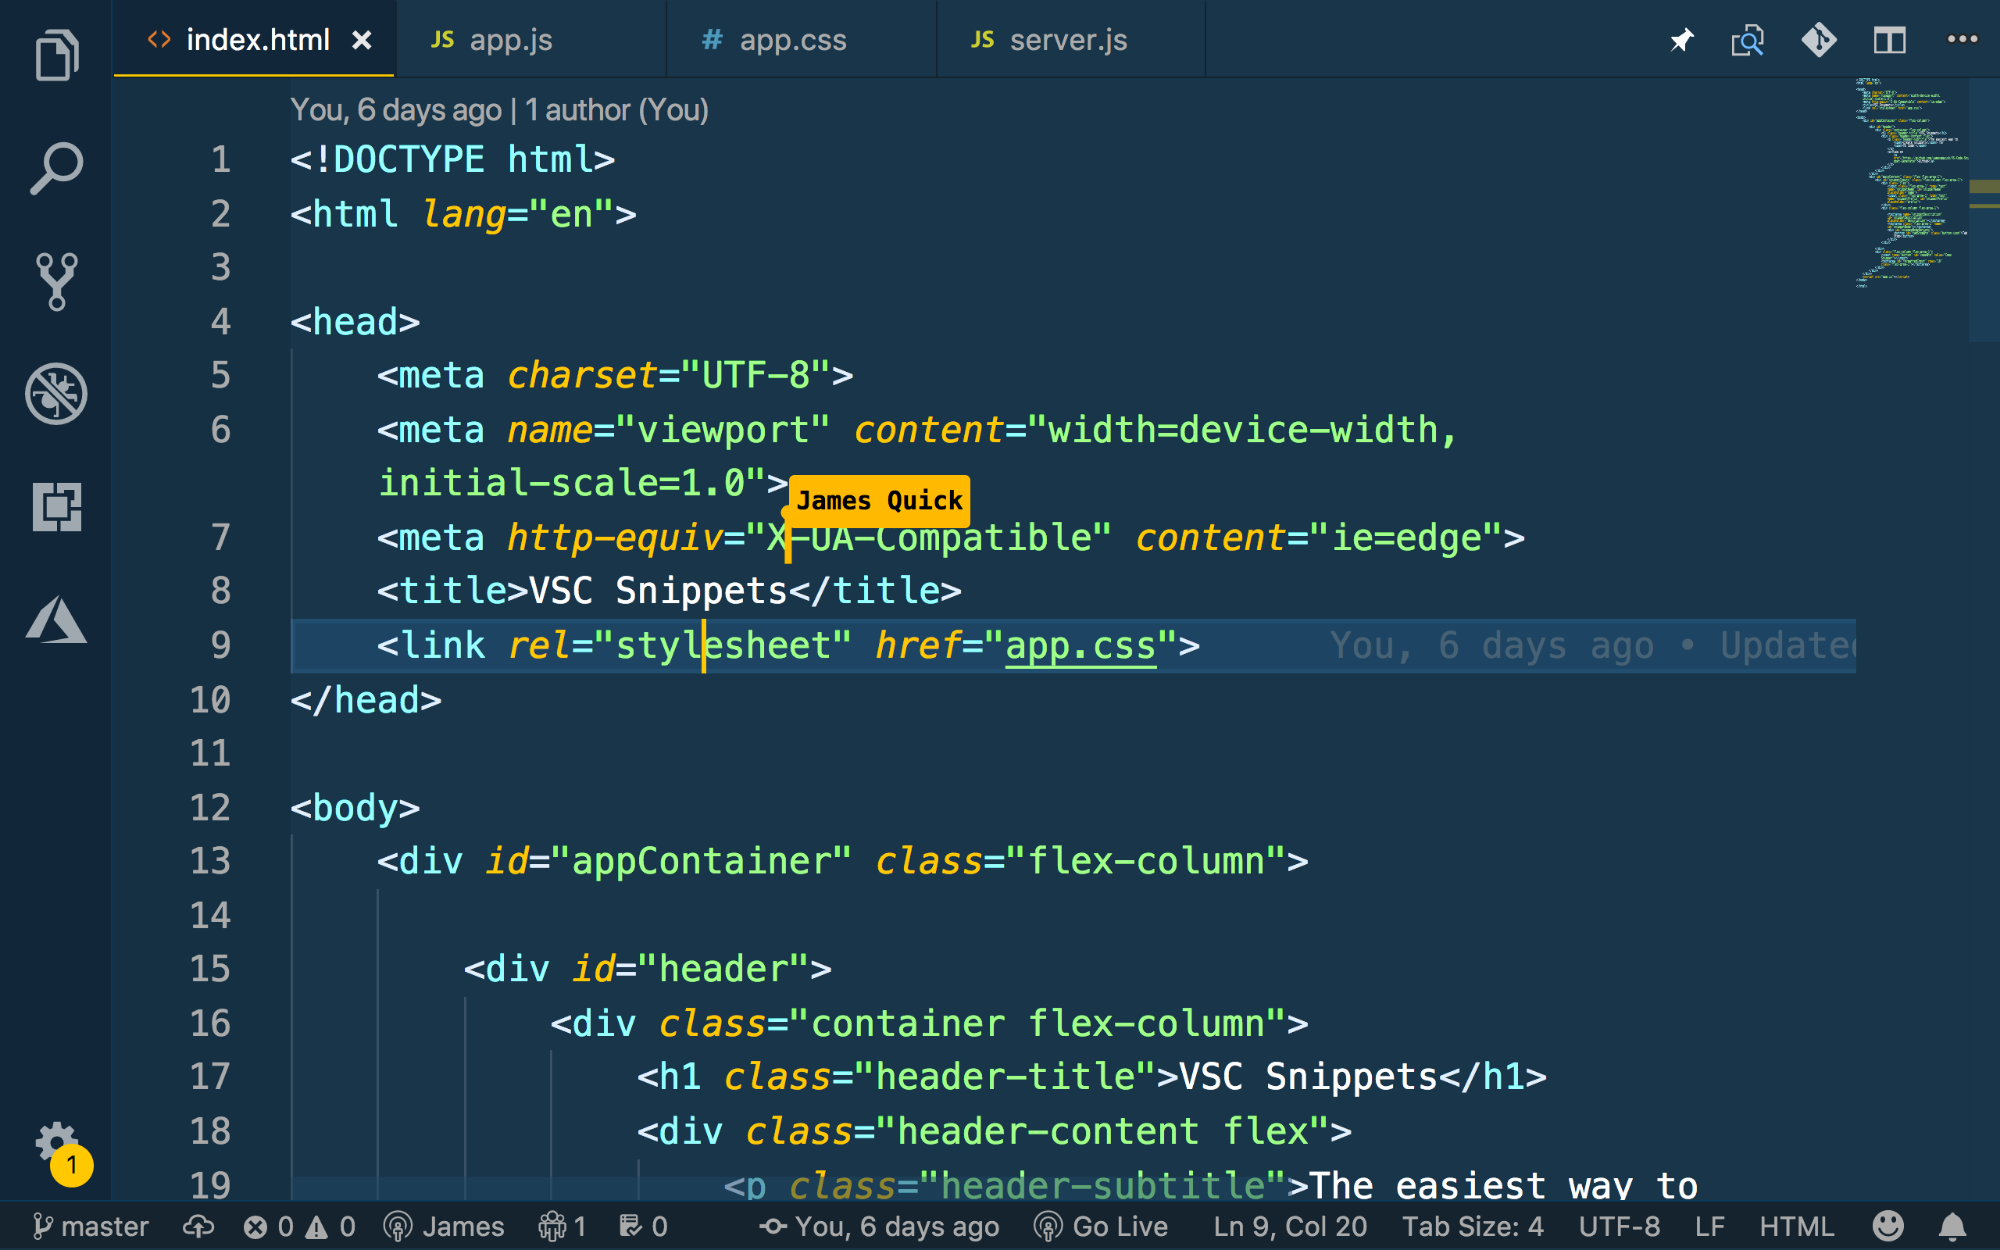 index.html
JS app.js
# app.css
JS server.js
You, 6 days ago | 1 author (You)
1 <!DOCTYPE html>
2 <html lang="en">
3
4 <head>
5 <meta charset="UTF-8">
6 <meta name="viewport" content="width=device-width,
initial-scale=1.0">
James Quick
7 <meta http-equiv="X-UA-Compatible" content="ie=edge">
8 <title>VSC Snippets</title>
9 <link rel="stylesheet" href="app.css"> You, 6 days ago • Updated
10 </head>
11
12 <body>
13 <div id="appContainer" class="flex-column">
14
15 <div id="header">
16 <div class="container flex-column">
17 <h1 class="header-title">VSC Snippets</h1>
18 <div class="header-content flex">
19 <p class="header-subtitle">The easiest way to
1
master 0 0 James 1 0 You, 6 days ago Go Live Ln 9, Col 20 Tab Size: 4 UTF-8 LF HTML